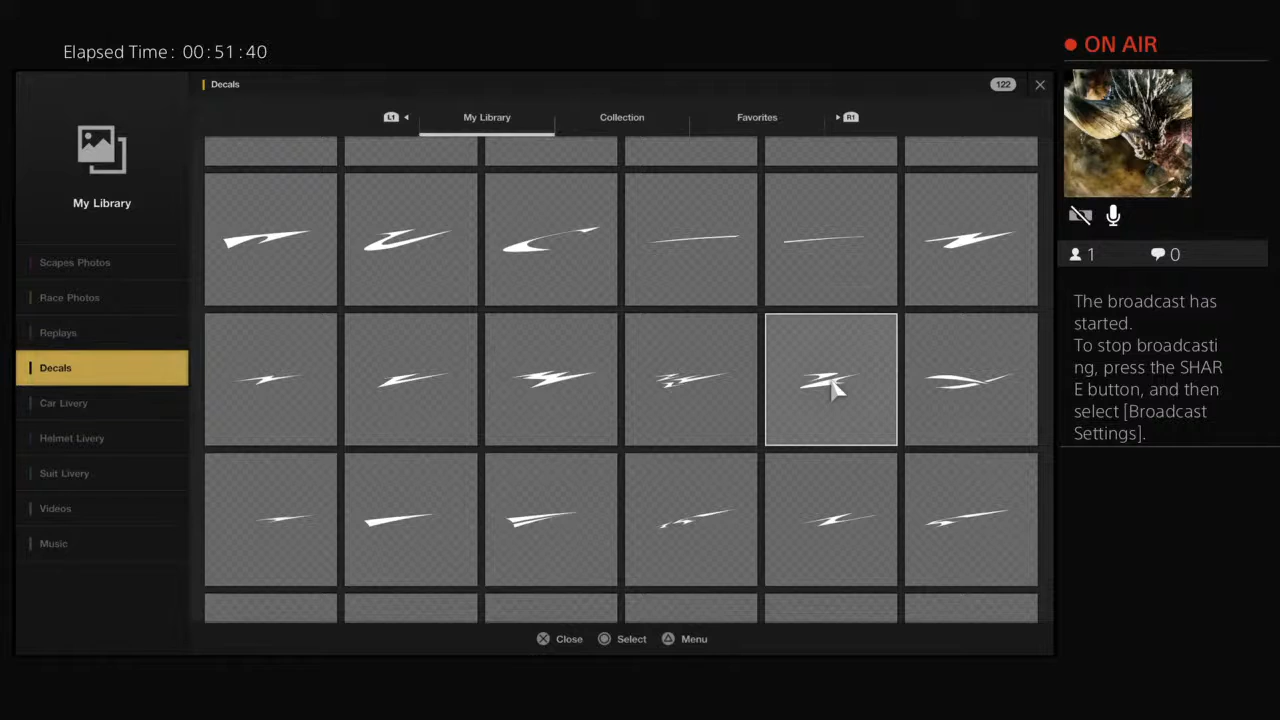 Elapsed Time: 00:51:40
ON AIR
Decals
122
L1
My Library
Collection
Favorites
R1
My Library
Scapes Photos
Race Photos
Replays
Decals
Car Livery
Helmet Livery
Suit Livery
Videos
Music
Close
Select
Menu
1
0
The broadcast has
started.
To stop broadcasti
ng, press the SHAR
E button, and then
select [Broadcast
Settings].